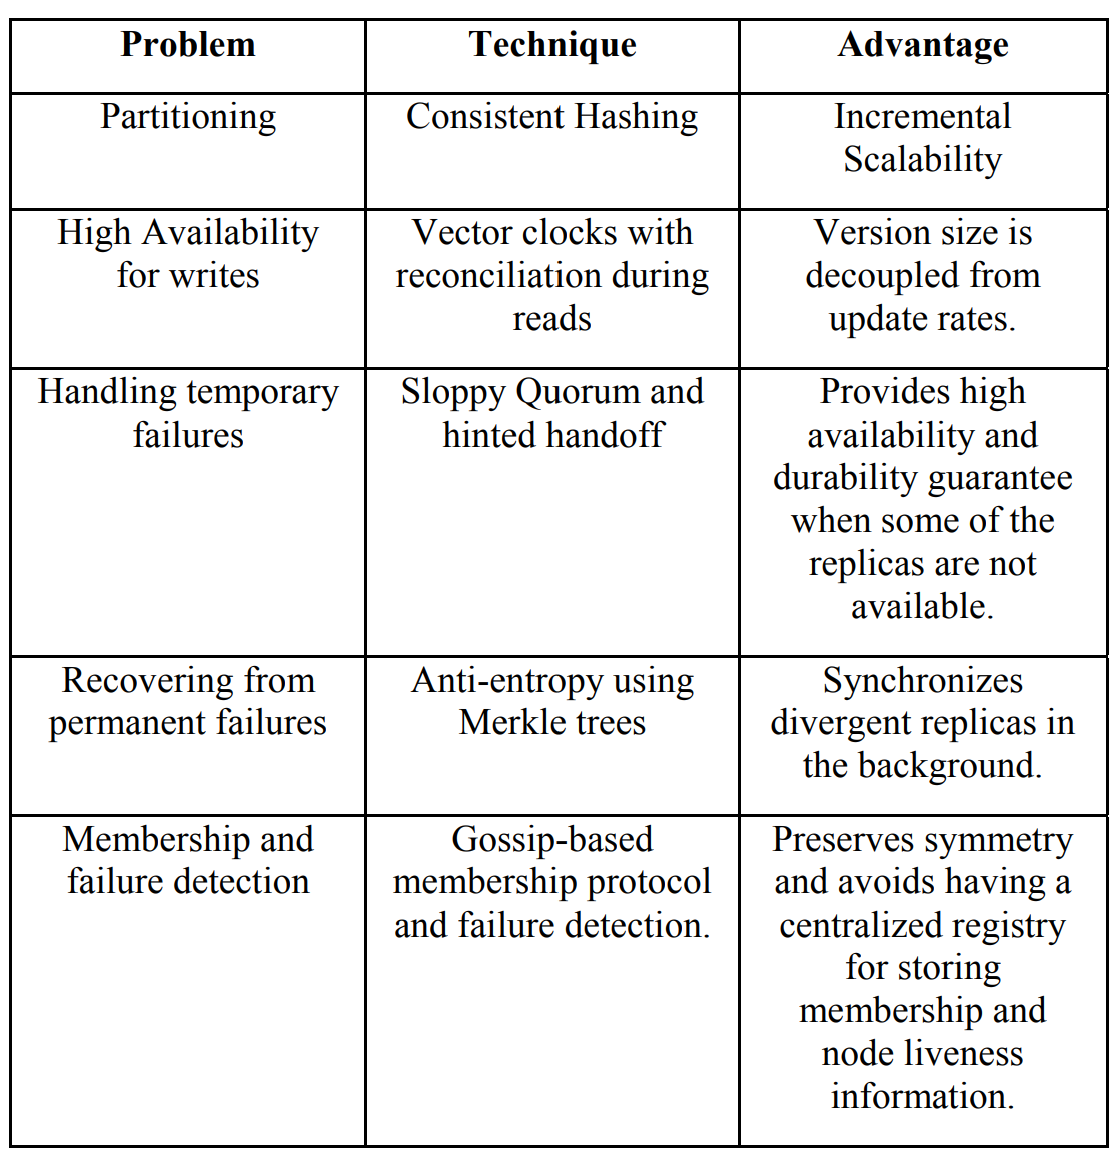 Problem
Technique
Advantage
Partitioning
Consistent Hashing
Incremental
Scalability
High Availability
for writes
Vector clocks with
reconciliation during
reads
Version size is
decoupled from
update rates.
Handling temporary
failures
Sloppy Quorum and
hinted handoff
Provides high
availability and
durability guarantee
when some of the
replicas are not
available.
Recovering from
permanent failures
Anti-entropy using
Merkle trees
Synchronizes
divergent replicas in
the background.
Membership and
failure detection
Gossip-based
membership protocol
and failure detection.
Preserves symmetry
and avoids having a
centralized registry
for storing
membership and
node liveness
information.